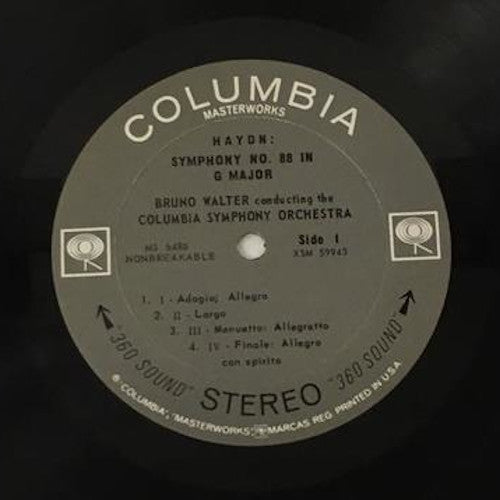 COLUMBIA
MASTERWORKS
HAYDN:
SYMPHONY NO. 88 IN
G MAJOR
BRUNO WALTER conducting the
COLUMBIA SYMPHONY ORCHESTRA
MS 6486
NONBREAKABLE
Side 1
XSM 59945
1. I - Adagio; Allegro
2. II - Largo
3. III - Menuetto: Allegretto
4. IV - Finale: Allegro
con spirito
"360 SOUND"
STEREO
"360 SOUND"
® "COLUMBIA", "MASTERWORKS", MARCAS REG. PRINTED IN U.S.A.